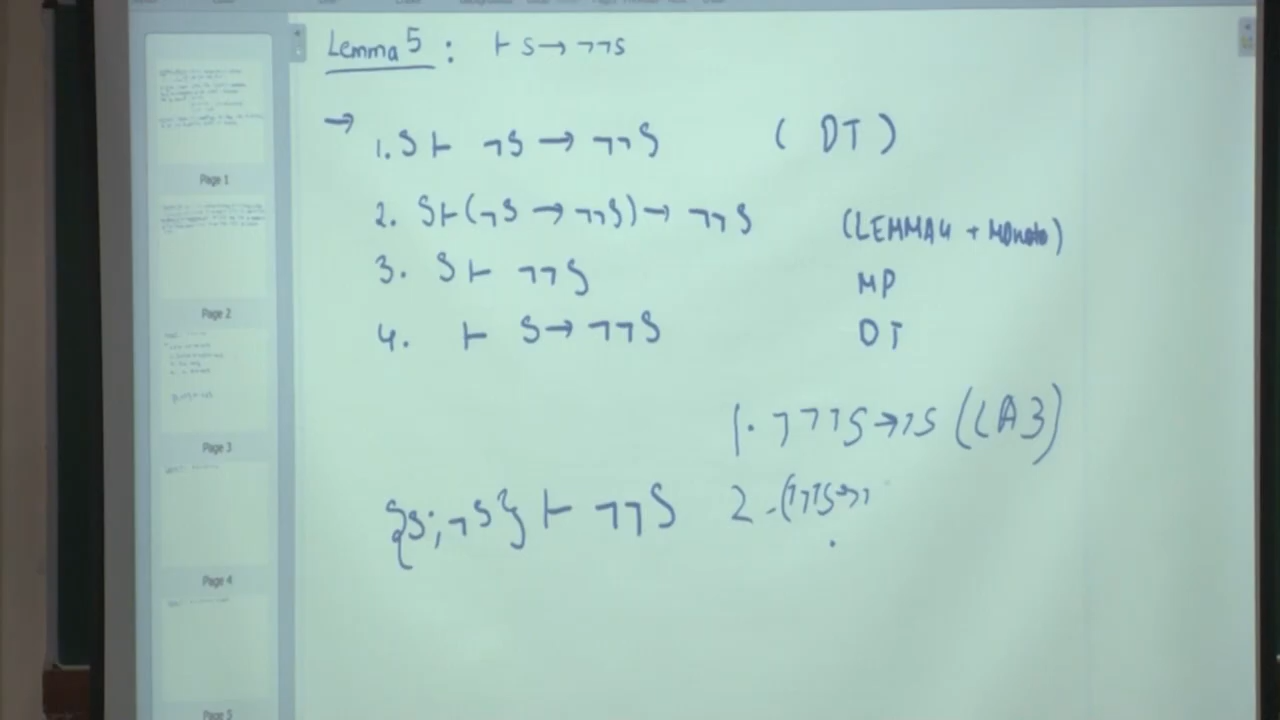 Lemma 5 : ⊢ S → ¬¬S
→ 1. S ⊢ ¬S → ¬¬S ( DT )
2. S ⊢ (¬S → ¬¬S) → ¬¬S (LEMMA4 + MOnoto)
3. S ⊢ ¬¬S MP
4. ⊢ S → ¬¬S DT
1. ¬¬¬S → ¬S (LA3)
{S; ¬S} ⊢ ¬¬S 2. (¬¬¬S → ¬
Page 1
Page 2
Page 3
Page 4
Page 5